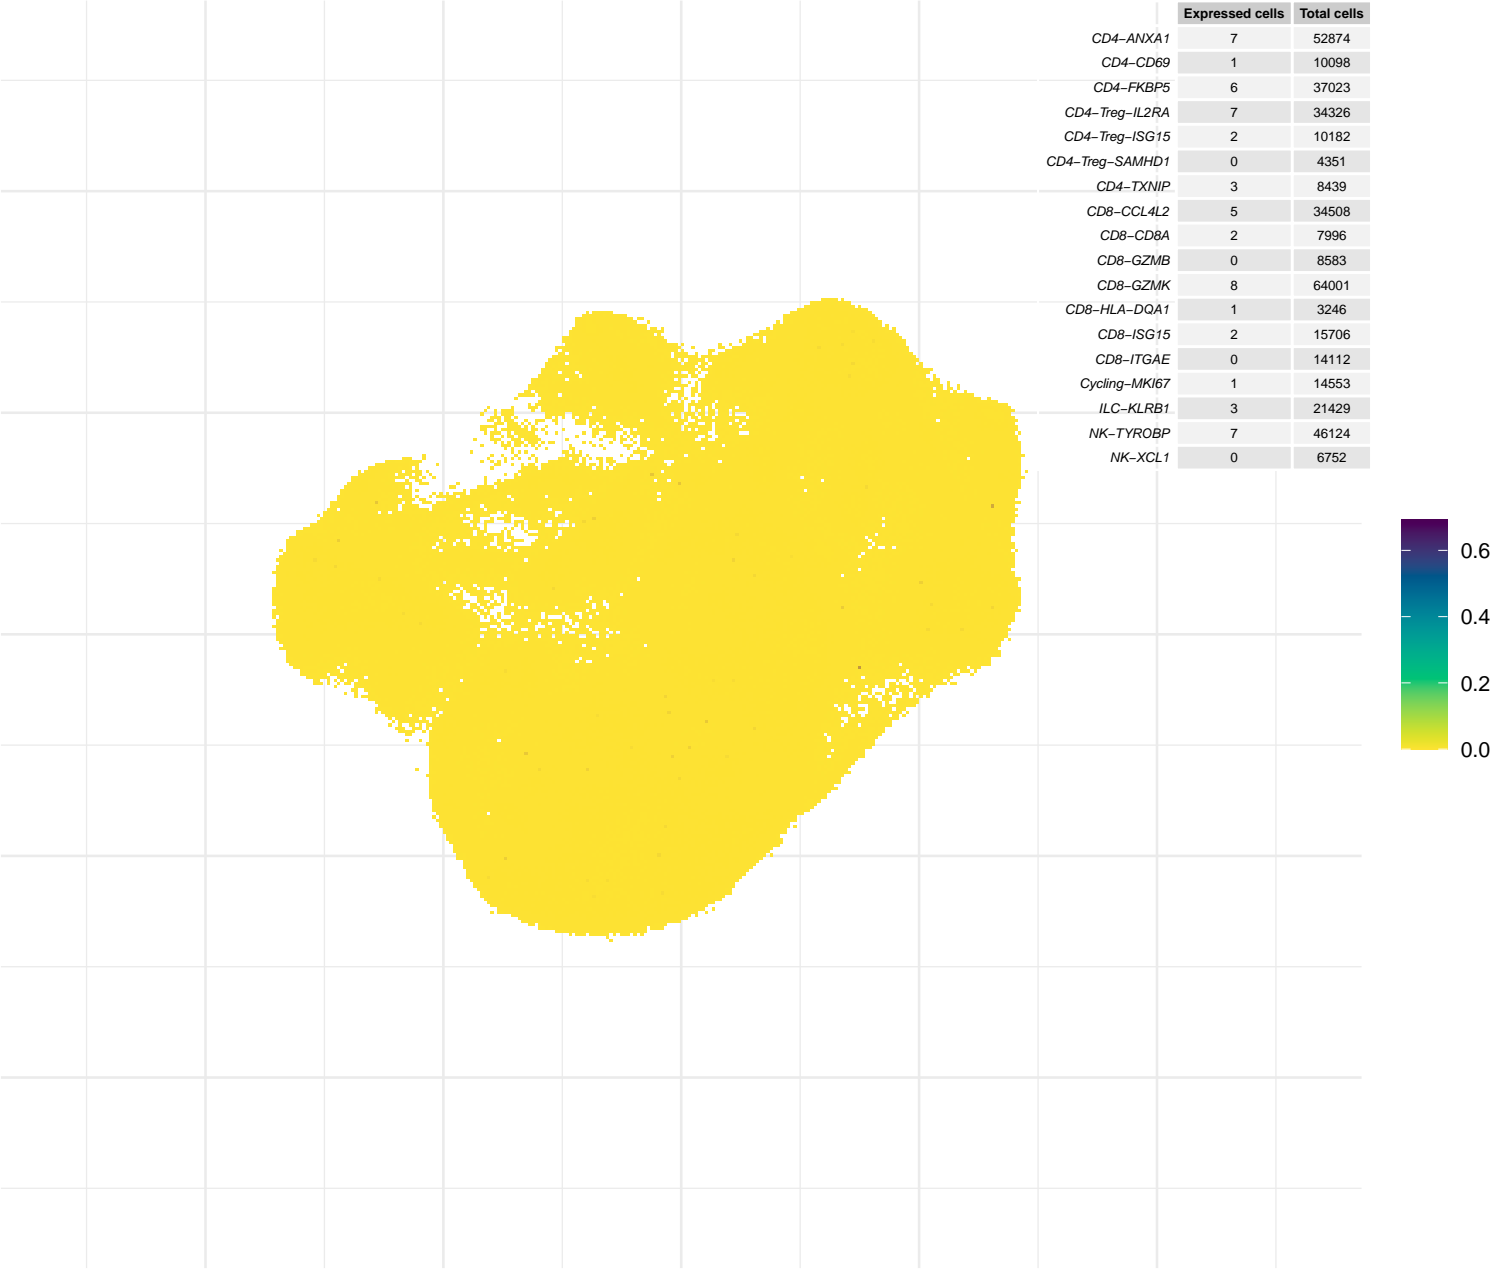 Expressed cells Total cells
CD4−ANXA1 7 52874
CD4−CD69 1 10098
CD4−FKBP5 6 37023
CD4−Treg−IL2RA 7 34326
CD4−Treg−ISG15 2 10182
CD4−Treg−SAMHD1 0 4351
CD4−TXNIP 3 8439
CD8−CCL4L2 5 34508
CD8−CD8A 2 7996
CD8−GZMB 0 8583
CD8−GZMK 8 64001
CD8−HLA−DQA1 1 3246
CD8−ISG15 2 15706
CD8−ITGAE 0 14112
Cycling−MKI67 1 14553
ILC−KLRB1 3 21429
NK−TYROBP 7 46124
NK−XCL1 0 6752
0.6
0.4
0.2
0.0